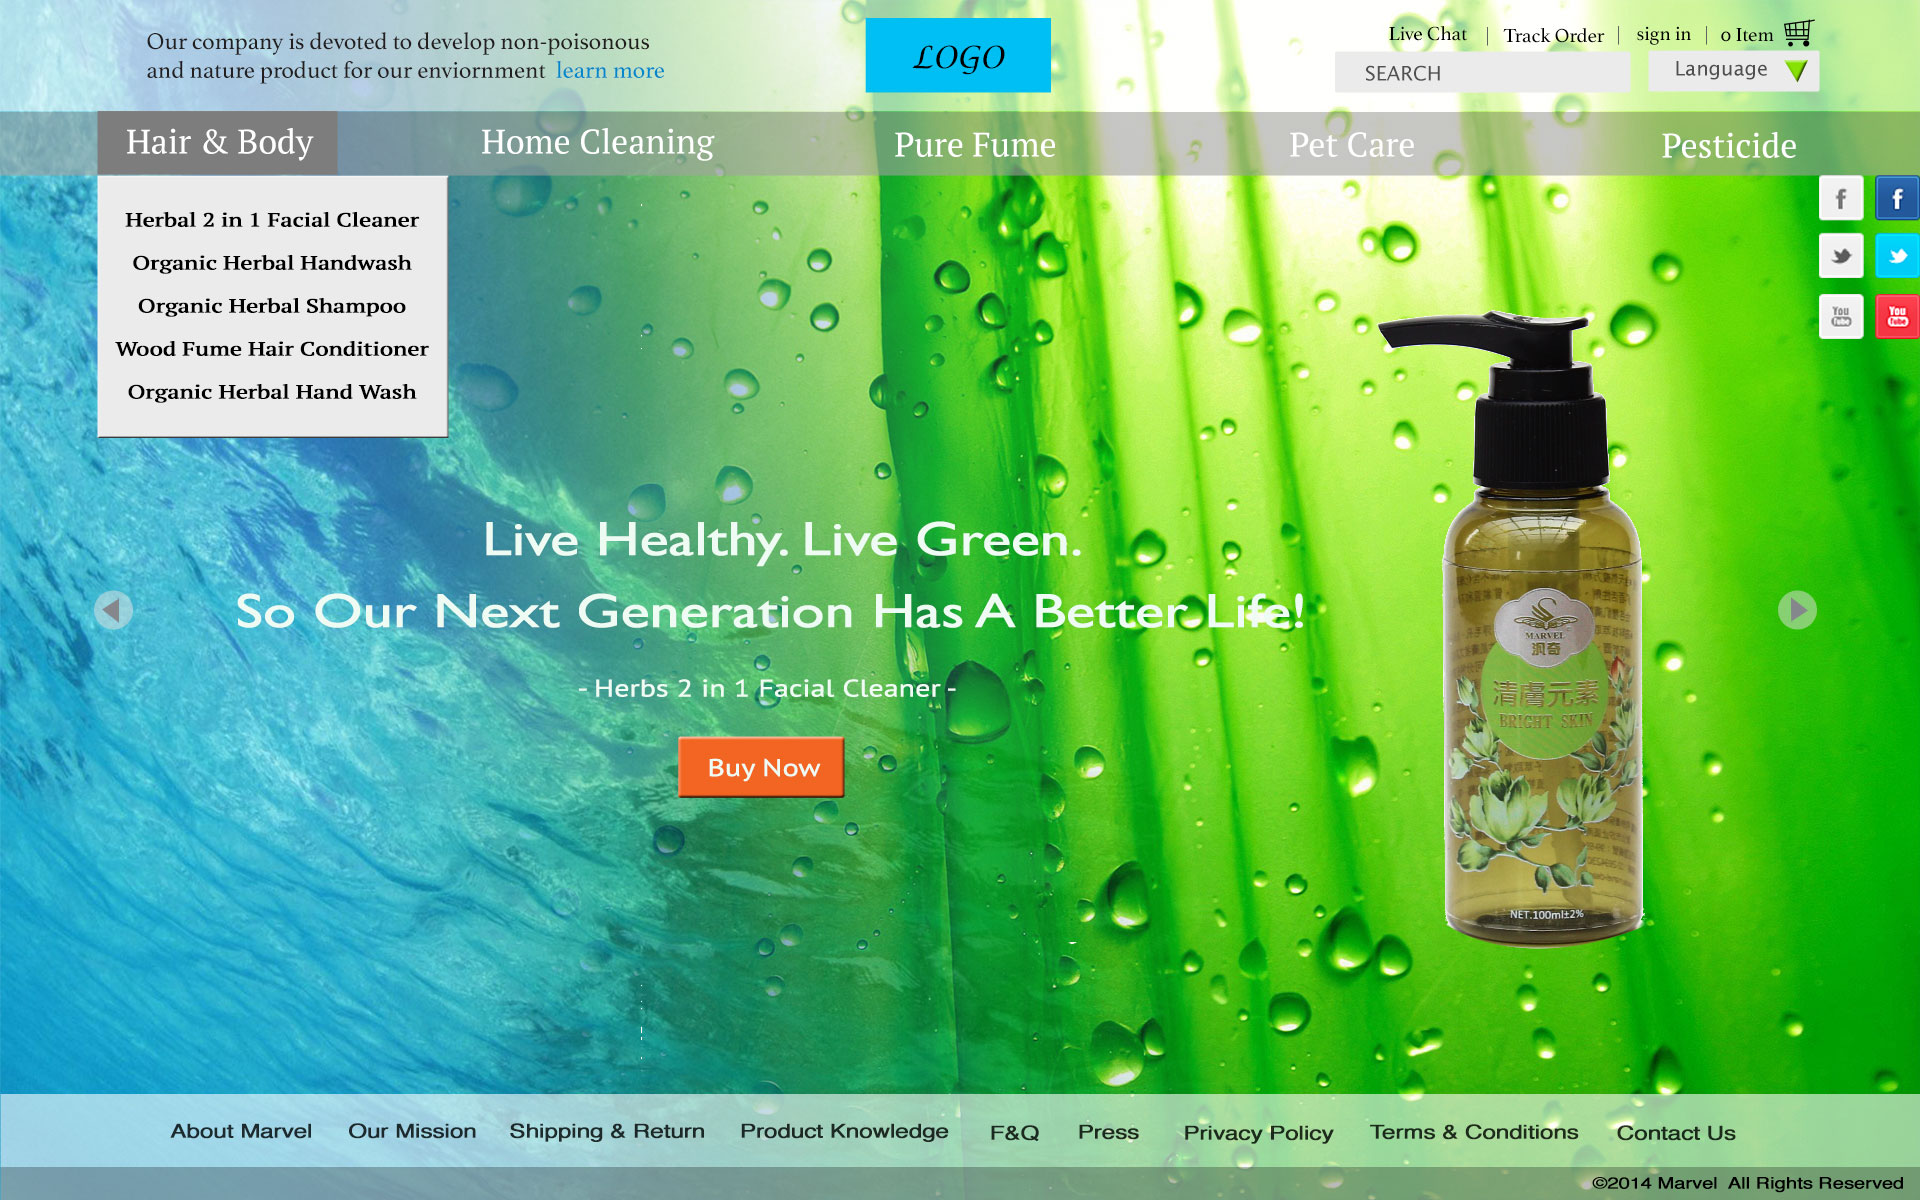 Our company is devoted to develop non-poisonous
and nature product for our enviornment learn more
LOGO
Live Chat | Track Order | sign in | 0 Item
SEARCH
Language
Hair & Body
Home Cleaning
Pure Fume
Pet Care
Pesticide
Herbal 2 in 1 Facial Cleaner
Organic Herbal Handwash
Organic Herbal Shampoo
Wood Fume Hair Conditioner
Organic Herbal Hand Wash
f
f
You
Tube
You
Tube
Live Healthy. Live Green.
So Our Next Generation Has A Better Life!
- Herbs 2 in 1 Facial Cleaner -
Buy Now
MARVEL
汎奇
清膚元素
BRIGHT SKIN
NET.100ml±2%
About Marvel
Our Mission
Shipping & Return
Product Knowledge
F&Q
Press
Privacy Policy
Terms & Conditions
Contact Us
©2014 Marvel All Rights Reserved